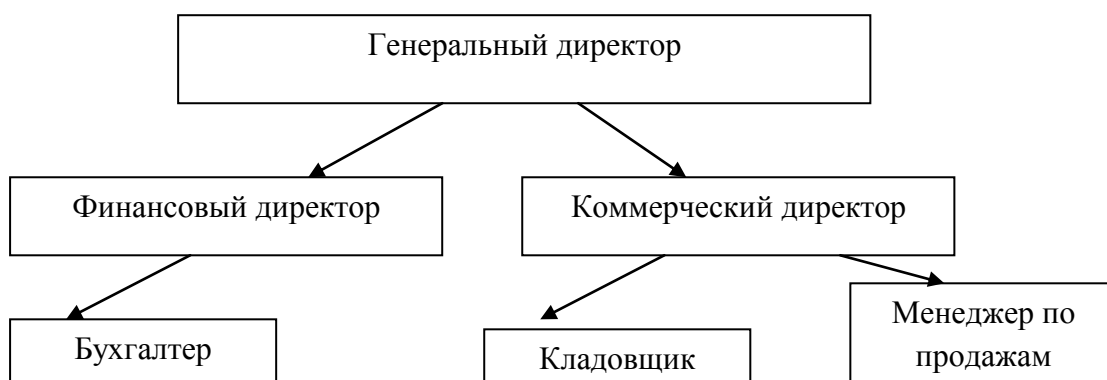 Генеральный директор
Финансовый директор
Коммерческий директор
Бухгалтер
Кладовщик
Менеджер по
продажам